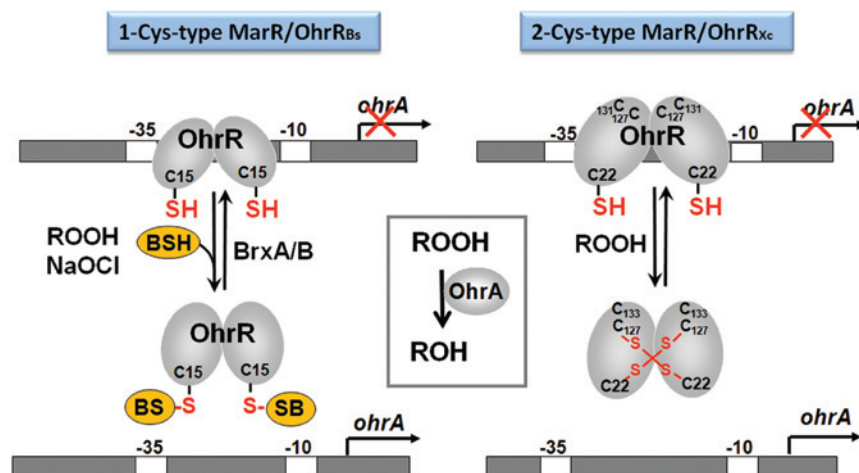 1-Cys-type MarR/OhrRBs
-35
-10
ohrA
OhrR
C15
C15
SH
SH
ROOH
NaOCl
BSH
BrxA/B
OhrR
C15
C15
BS
-S
S-
SB
-35
-10
ohrA
ROOH
OhrA
ROH
2-Cys-type MarR/OhrRXc
-35
-10
ohrA
131C
127C
C
C131
C127
OhrR
C22
C22
SH
SH
ROOH
C133
C133
C127
C127
S
S
S
S
C22
C22
-35
-10
ohrA